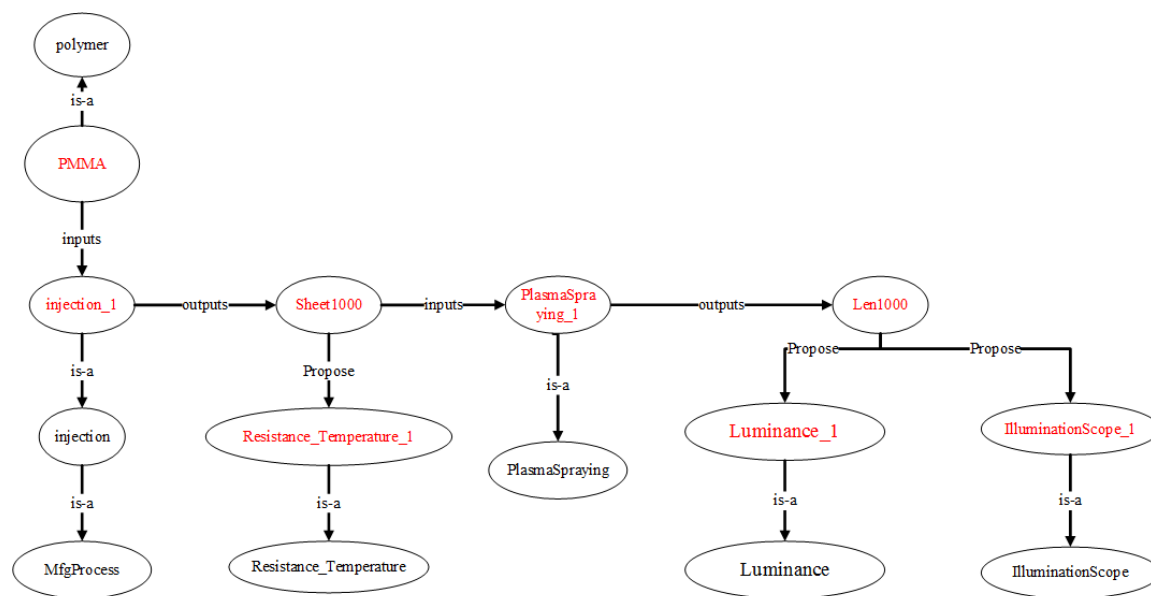 polymer
is-a
PMMA
inputs
injection_1
outputs
Sheet1000
inputs
PlasmaSpra
ying_1
outputs
Len1000
is-a
Propose
is-a
Propose
Propose
injection
Resistance_Temperature_1
PlasmaSpraying
Luminance_1
IlluminationScope_1
is-a
is-a
is-a
is-a
MfgProcess
Resistance_Temperature
Luminance
IlluminationScope